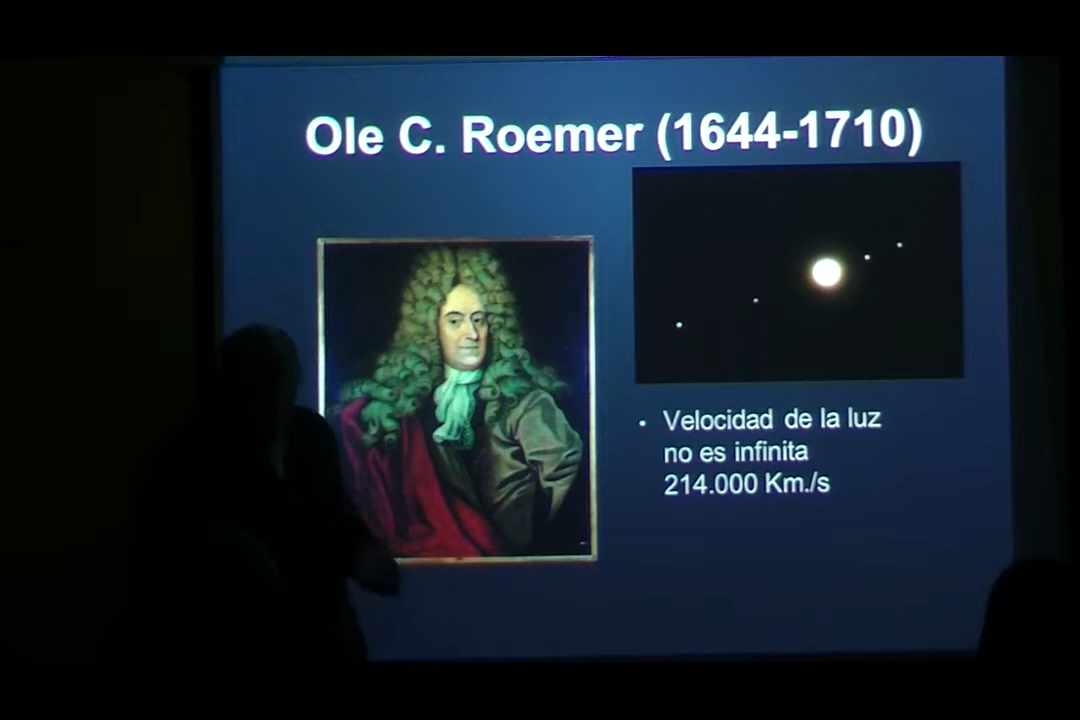 Ole C. Roemer (1644-1710)
• Velocidad de la luz
no es infinita
214.000 Km./s